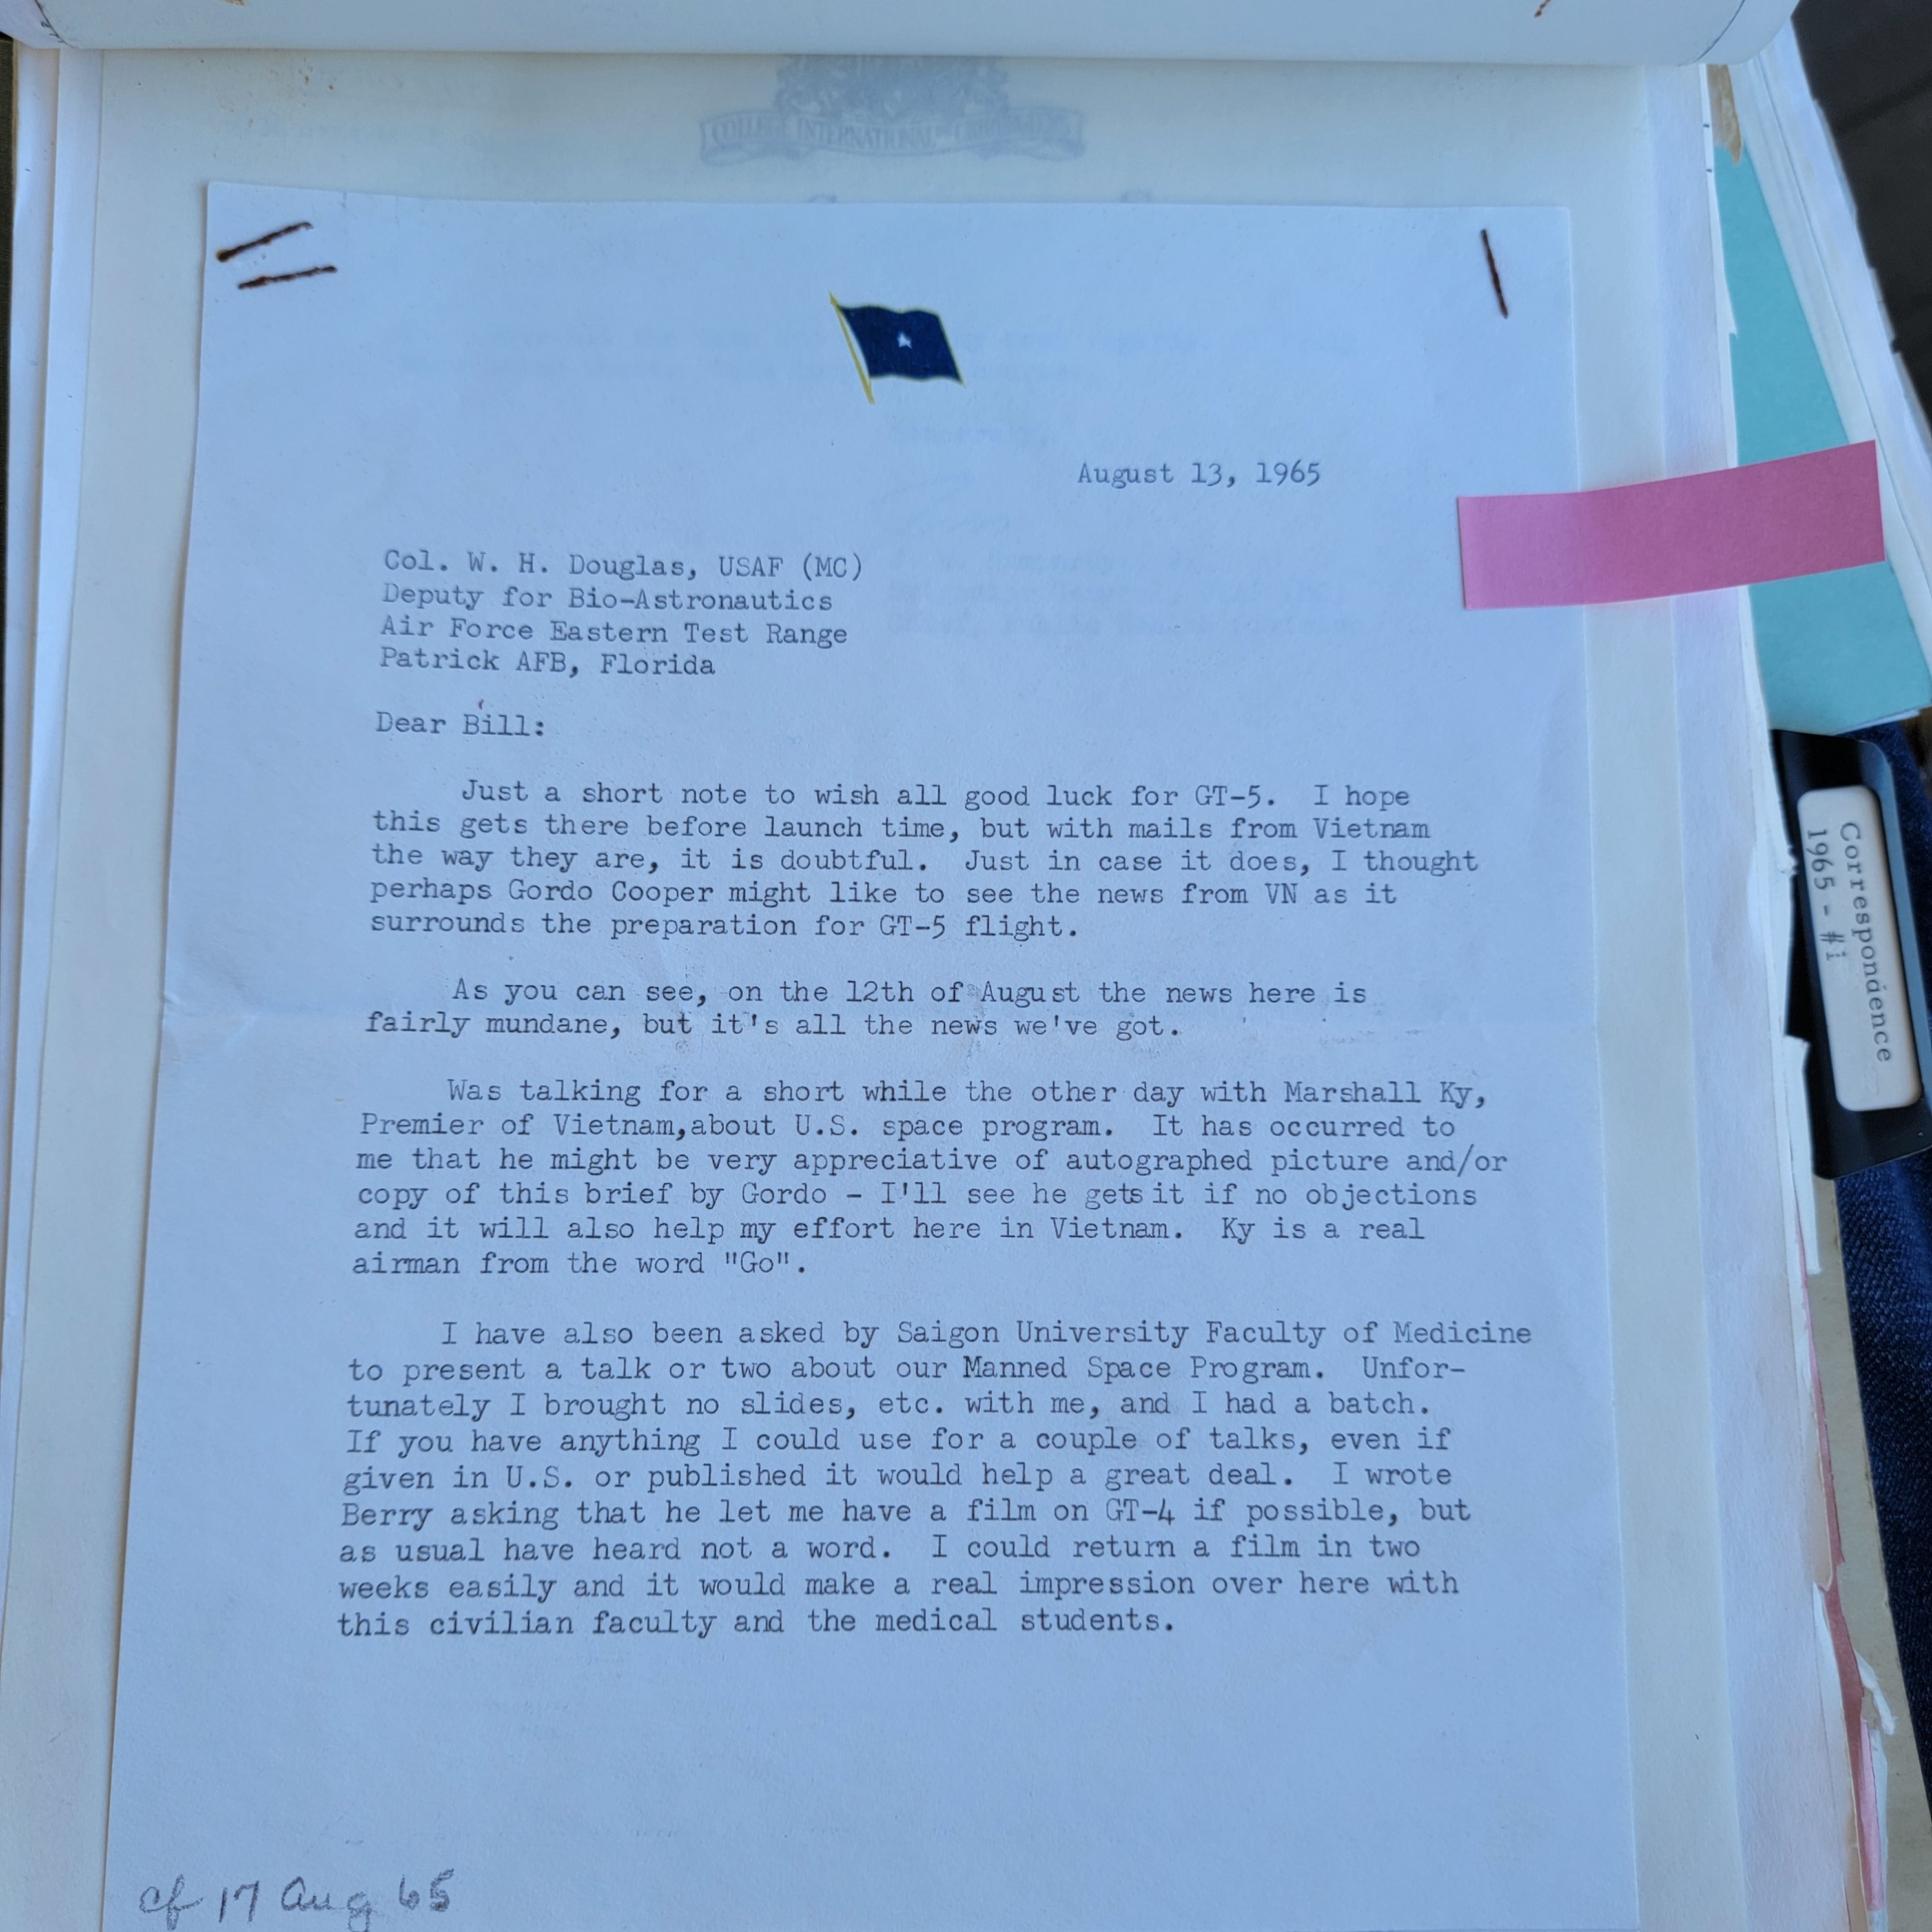 COLLEGE INTERNATIONAL
August 13, 1965
Col. W. H. Douglas, USAF (MC)
Deputy for Bio-Astronautics
Air Force Eastern Test Range
Patrick AFB, Florida
Dear Bill:
Just a short note to wish all good luck for GT-5. I hope
this gets there before launch time, but with mails from Vietnam
the way they are, it is doubtful. Just in case it does, I thought
perhaps Gordo Cooper might like to see the news from VN as it
surrounds the preparation for GT-5 flight.
As you can see, on the 12th of August the news here is
fairly mundane, but it's all the news we've got.
Was talking for a short while the other day with Marshall Ky,
Premier of Vietnam,about U.S. space program. It has occurred to
me that he might be very appreciative of autographed picture and/or
copy of this brief by Gordo - I'll see he gets it if no objections
and it will also help my effort here in Vietnam. Ky is a real
airman from the word "Go".
I have also been asked by Saigon University Faculty of Medicine
to present a talk or two about our Manned Space Program. Unfor-
tunately I brought no slides, etc. with me, and I had a batch.
If you have anything I could use for a couple of talks, even if
given in U.S. or published it would help a great deal. I wrote
Berry asking that he let me have a film on GT-4 if possible, but
as usual have heard not a word. I could return a film in two
weeks easily and it would make a real impression over here with
this civilian faculty and the medical students.
cf 17 Aug 65
Correspondence
1965 - #1